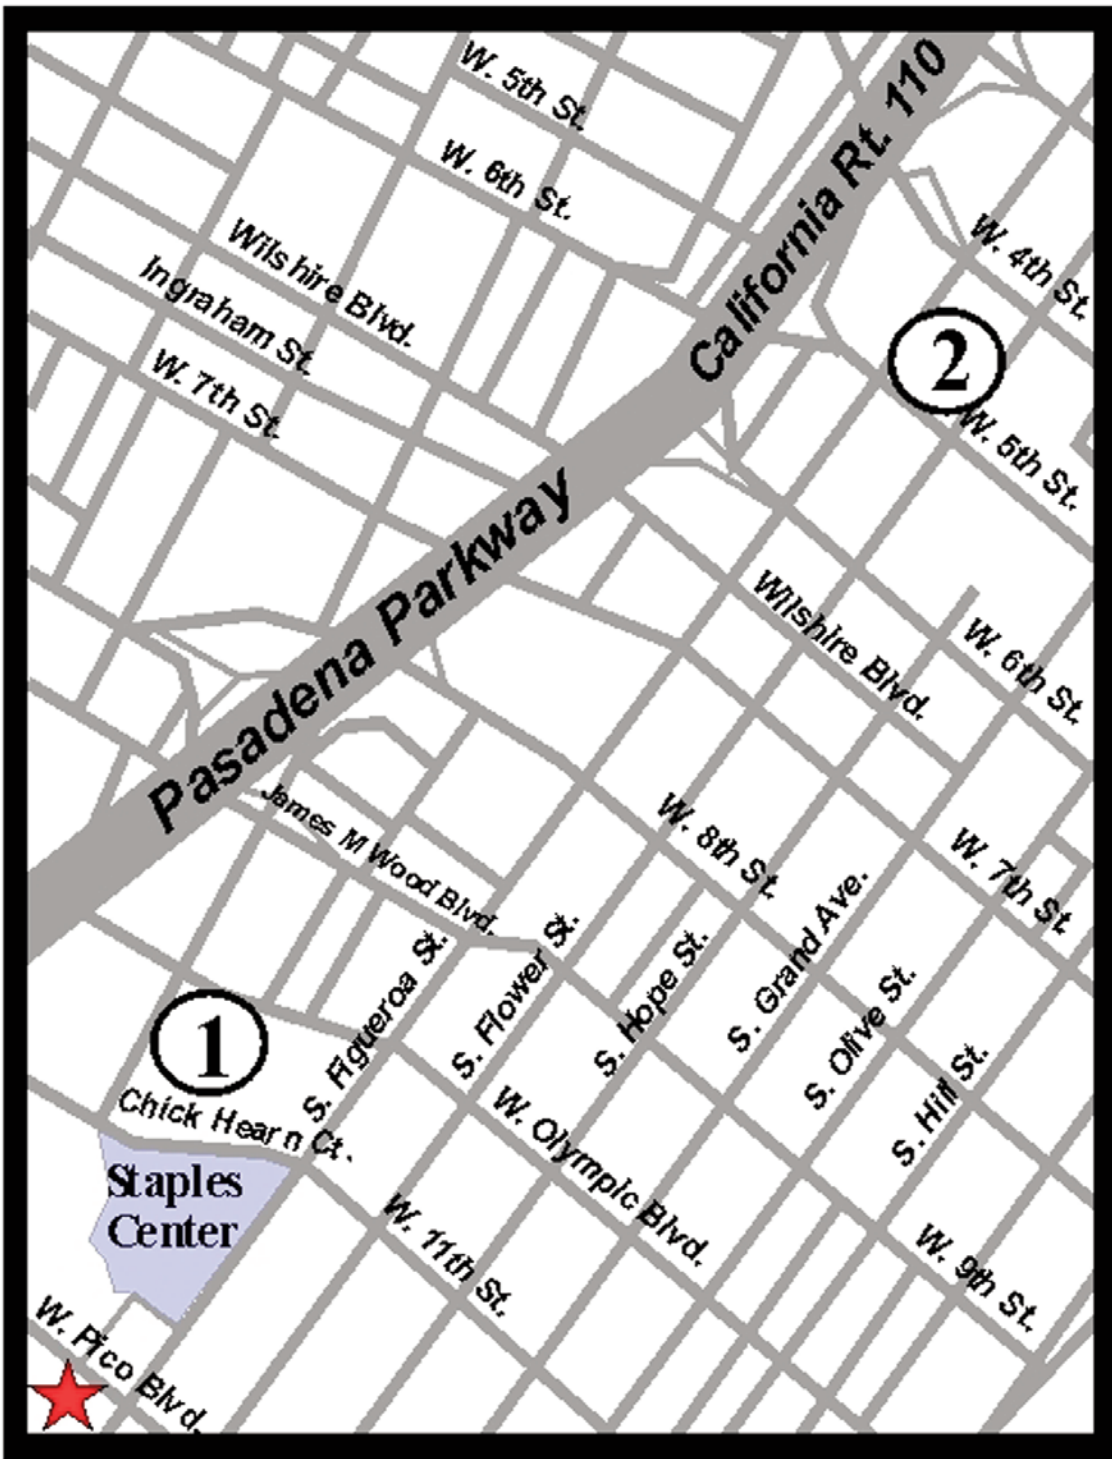 W. 5th St.
California Rt. 110
W. 6th St.
W. 4th St.
Wilshire Blvd.
Ingraham St.
2
W. 7th St.
W. 5th St.
Pasadena Parkway
Wilshire Blvd.
W. 6th St.
James M Wood Blvd.
W. 8th St.
W. 7th St.
S. Figueroa St.
S. Flower St.
S. Hope St.
S. Grand Ave.
S. Olive St.
S. Hill St.
1
Chick Hearn Ct.
W. Olympic Blvd.
Staples
Center
W. 11th St.
W. 9th St.
W. Pico Blvd.